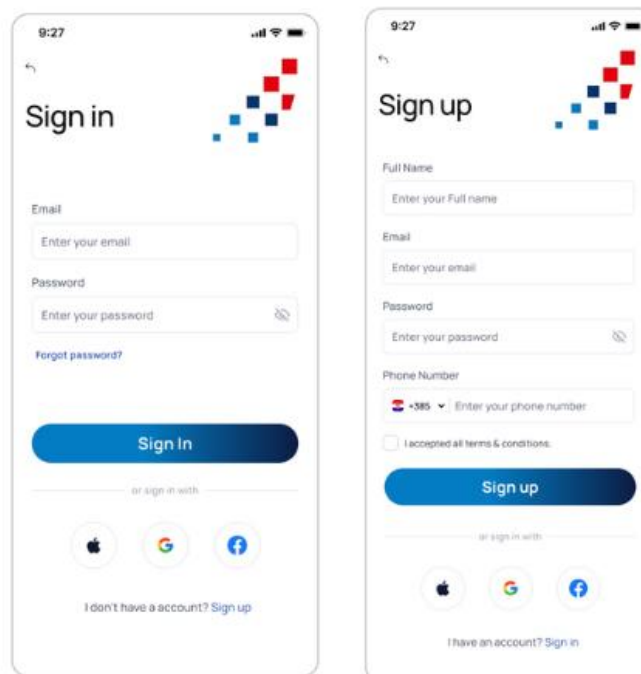 9:27
Sign in
Email
Enter your email
Password
Enter your password
Forgot password?
Sign In
or sign in with
I don't have a account? Sign up
9:27
Sign up
Full Name
Enter your Full name
Email
Enter your email
Password
Enter your password
Phone Number
+385 Enter your phone number
I accepted all terms & conditions.
Sign up
or sign in with
I have an account? Sign in